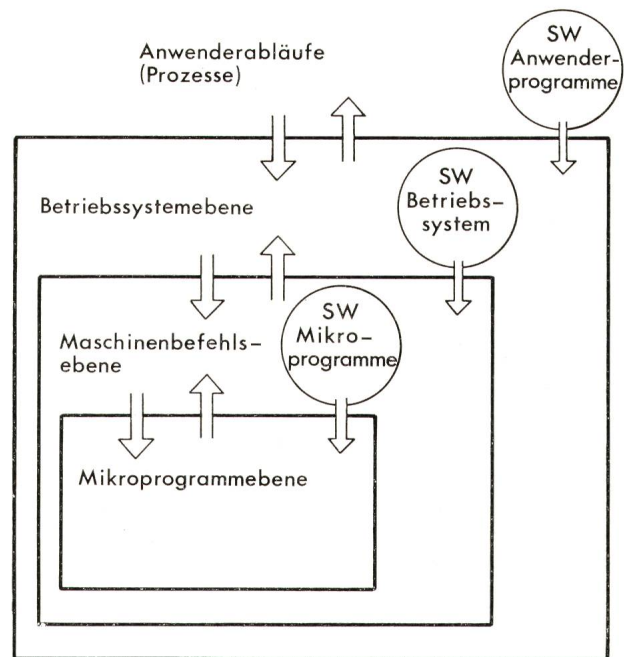 Anwenderabläufe
(Prozesse)
SW
Anwender-
programme
Betriebssystemebene
SW
Betriebs-
system
Maschinenbefehls-
ebene
SW
Mikro-
programme
Mikroprogrammebene